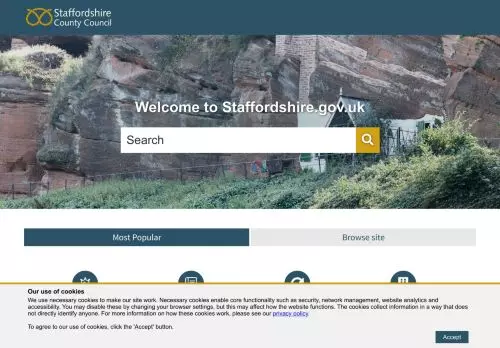 Staffordshire
County Council
Welcome to Staffordshire.gov.uk
Search
Most Popular
Browse site
Our use of cookies
We use necessary cookies to make our site work. Necessary cookies enable core functionality such as security, network management, website analytics and
accessibility. You may disable these by changing your browser settings, but this may affect how the website functions. The cookies collect information in a way that does
not directly identify anyone. For more information on how these cookies work, please see our privacy policy
To agree to our use of cookies, click the 'Accept' button.
Accept